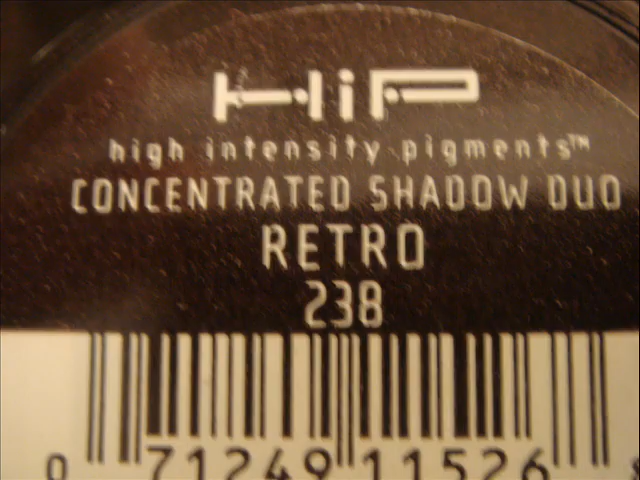 HiP
high intensity pigments™
CONCENTRATED SHADOW DUO
RETRO
238
0 71249 11526